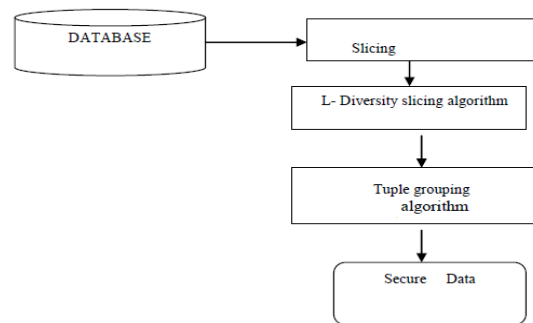 DATABASE
Slicing
L- Diversity slicing algorithm
Tuple grouping
algorithm
Secure Data